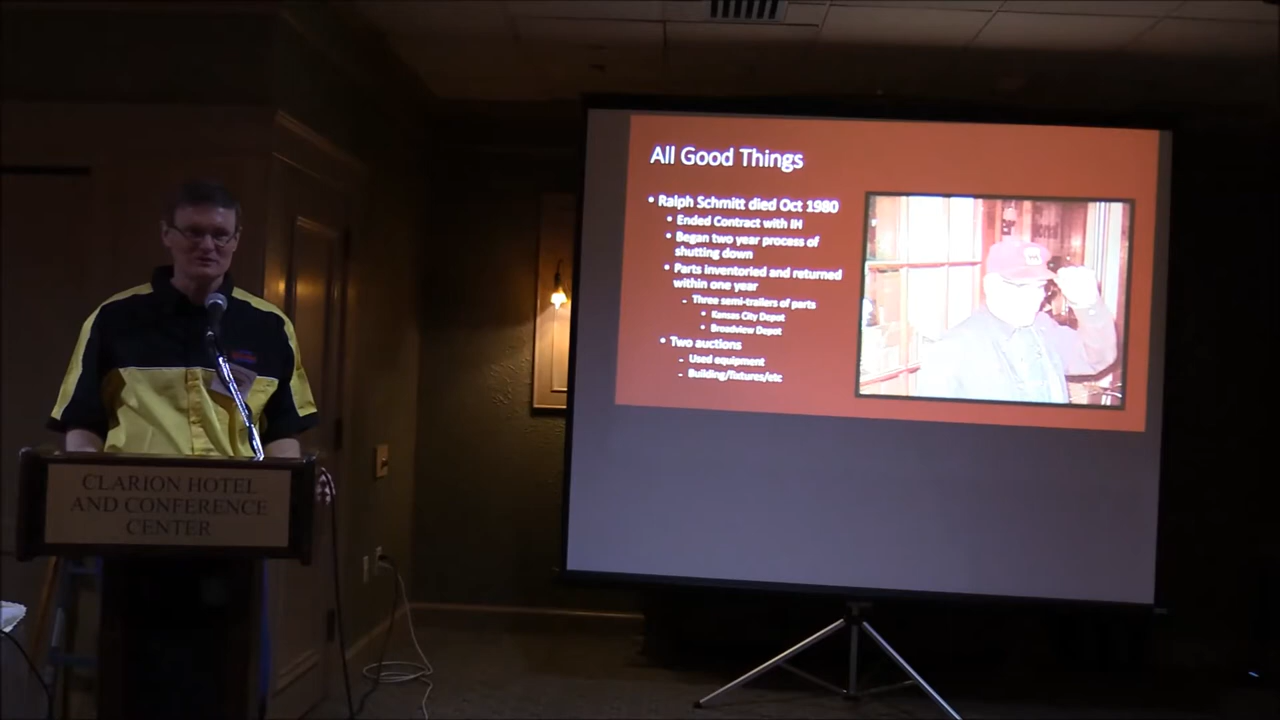 All Good Things
• Ralph Schmitt died Oct 1980
• Ended Contract with IH
• Began two year process of
shutting down
• Parts inventoried and returned
within one year
- Three semi-trailers of parts
• Kansas City Depot
• Broadview Depot
• Two auctions
- Used equipment
- Building/fixtures/etc
CLARION HOTEL
AND CONFERENCE
CENTER